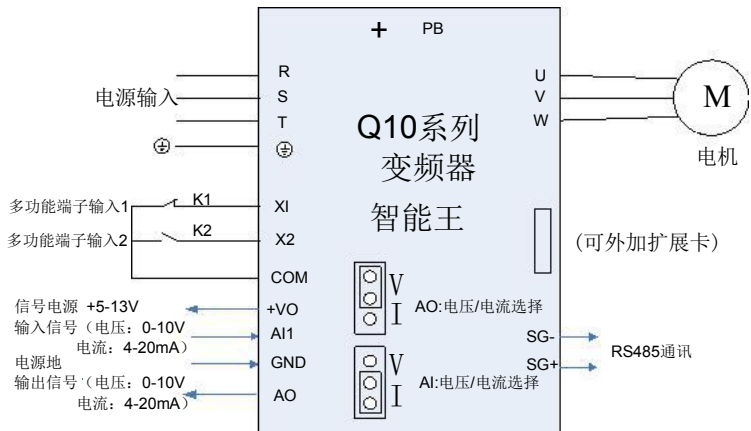 + PB
R
电源输入
S
T
U
V
W
M
电机
Q10系列
变频器
智能王
多功能端子输入1
K1
XI
多功能端子输入2
K2
X2
COM
(可外加扩展卡)
信号电源 +5-13V
+VO
输入信号（电压：0-10V
电流：4-20mA）
AI1
电源地
GND
输出信号（电压：0-10V
电流：4-20mA）
AO
V
I
AO:电压/电流选择
V
I
AI:电压/电流选择
SG-
SG+
RS485通讯